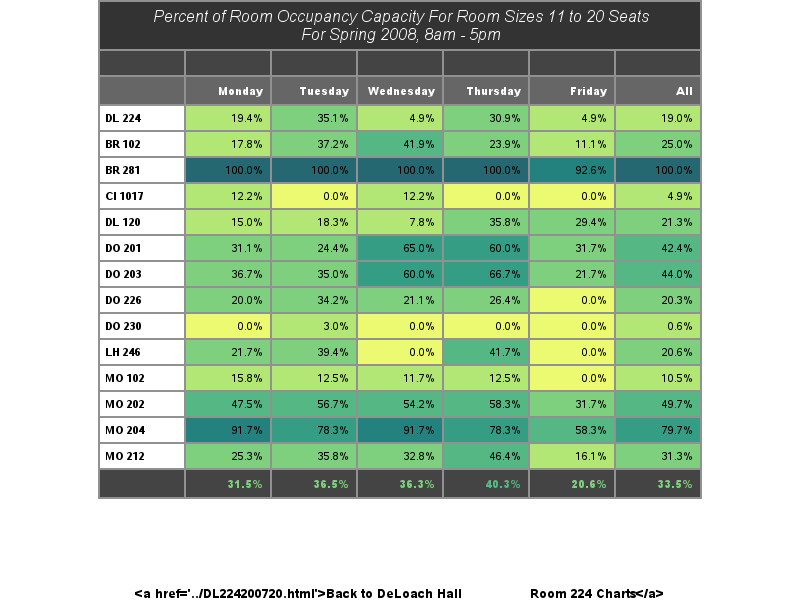 Percent of Room Occupancy Capacity For Room Sizes 11 to 20 Seats
For Spring 2008, 8am - 5pm
Monday Tuesday Wednesday Thursday Friday All
DL 224 19.4% 35.1% 4.9% 30.9% 4.9% 19.0%
BR 102 17.8% 37.2% 41.9% 23.9% 11.1% 25.0%
BR 281 100.0% 100.0% 100.0% 100.0% 92.6% 100.0%
CI 1017 12.2% 0.0% 12.2% 0.0% 0.0% 4.9%
DL 120 15.0% 18.3% 7.8% 35.8% 29.4% 21.3%
DO 201 31.1% 24.4% 65.0% 60.0% 31.7% 42.4%
DO 203 36.7% 35.0% 60.0% 66.7% 21.7% 44.0%
DO 226 20.0% 34.2% 21.1% 26.4% 0.0% 20.3%
DO 230 0.0% 3.0% 0.0% 0.0% 0.0% 0.6%
LH 246 21.7% 39.4% 0.0% 41.7% 0.0% 20.6%
MO 102 15.8% 12.5% 11.7% 12.5% 0.0% 10.5%
MO 202 47.5% 56.7% 54.2% 58.3% 31.7% 49.7%
MO 204 91.7% 78.3% 91.7% 78.3% 58.3% 79.7%
MO 212 25.3% 35.8% 32.8% 46.4% 16.1% 31.3%
31.5% 36.5% 36.3% 40.3% 20.6% 33.5%
<a href='../DL224200720.html'>Back to DeLoach Hall Room 224 Charts</a>